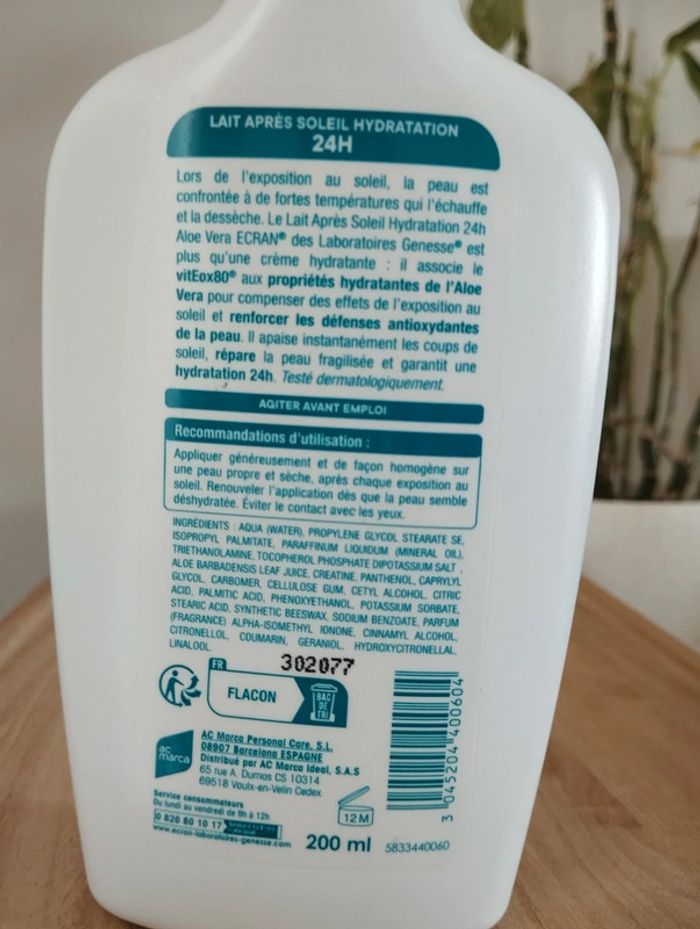 LAIT APRÈS SOLEIL HYDRATATION
24H
Lors de l'exposition au soleil, la peau est
confrontée à de fortes températures qui l'échauffe
et la dessèche. Le Lait Après Soleil Hydratation 24h
Aloe Vera ECRAN® des Laboratoires Genesse® est
plus qu'une crème hydratante : il associe le
vitEox80® aux propriétés hydratantes de l'Aloe
Vera pour compenser des effets de l'exposition au
soleil et renforcer les défenses antioxydantes
de la peau. Il apaise instantanément les coups de
soleil, répare la peau fragilisée et garantit une
hydratation 24h. Testé dermatologiquement.
AGITER AVANT EMPLOI
Recommandations d'utilisation :
Appliquer généreusement et de façon homogène sur
une peau propre et sèche, après chaque exposition au
soleil. Renouveler l'application dès que la peau semble
déshydratée. Éviter le contact avec les yeux.
INGRÉDIENTS : AQUA (WATER), PROPYLENE GLYCOL STEARATE SE,
ISOPROPYL PALMITATE, PARAFFINUM LIQUIDUM (MINERAL OIL),
TRIETHANOLAMINE, TOCOPHEROL PHOSPHATE DIPOTASSIUM SALT,
ALOE BARBADENSIS LEAF JUICE, CREATINE, PANTHENOL, CAPRYLYL
GLYCOL, CARBOMER, CELLULOSE GUM, CETYL ALCOHOL, CITRIC
ACID, PALMITIC ACID, PHENOXYETHANOL, POTASSIUM SORBATE,
STEARIC ACID, SYNTHETIC BEESWAX, SODIUM BENZOATE, PARFUM
(FRAGRANCE) ALPHA-ISOMETHYL IONONE, CINNAMYL ALCOHOL,
CITRONELLOL, COUMARIN, GERANIOL, HYDROXYCITRONELLAL,
LINALOOL.
302077
FR
FLACON
BAC
DE
TRI
ac
marca
AC Marca Personal Care, S.L.
08907 Barcelona ESPAGNE
Distribué par AC Marca Ideal, S.A.S
65 rue A. Dumas CS 10314
69518 Vaulx-en-Velin Cedex
Service consommateurs
Du lundi au vendredi de 9h à 12h
0 820 80 10 17
www.ecran-laboratoires-genesse.com
12 M
200 ml
5833440060
3 045204 400604